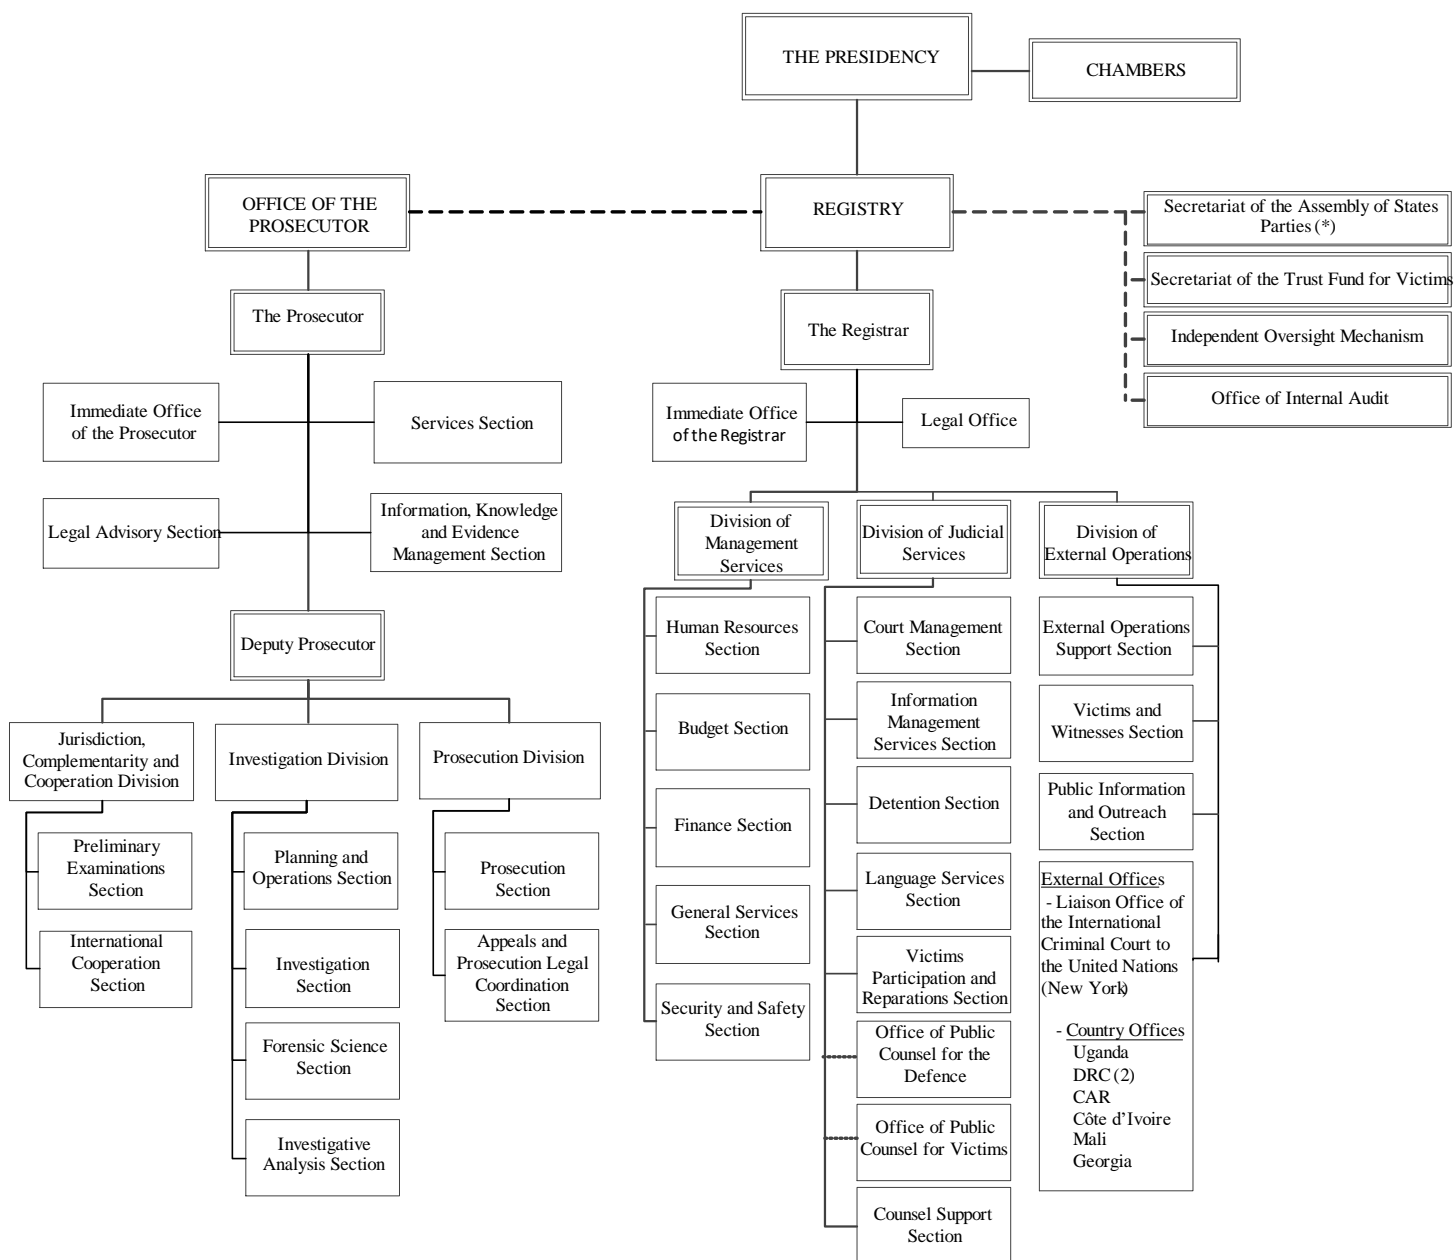 THE PRESIDENCY
CHAMBERS
OFFICE OF THE
PROSECUTOR
REGISTRY
Secretariat of the Assembly of States
Parties (*)
Secretariat of the Trust Fund for Victims
Independent Oversight Mechanism
Office of Internal Audit
The Prosecutor
The Registrar
Immediate Office
of the Prosecutor
Services Section
Legal Advisory Section
Information, Knowledge
and Evidence
Management Section
Immediate Office
of the Registrar
Legal Office
Deputy Prosecutor
Jurisdiction,
Complementarity and
Cooperation Division
Preliminary
Examinations
Section
International
Cooperation
Section
Investigation Division
Planning and
Operations Section
Investigation
Section
Forensic Science
Section
Investigative
Analysis Section
Prosecution Division
Prosecution
Section
Appeals and
Prosecution Legal
Coordination
Section
Division of
Management
Services
Human Resources
Section
Budget Section
Finance Section
General Services
Section
Security and Safety
Section
Division of Judicial
Services
Court Management
Section
Information
Management
Services Section
Detention Section
Language Services
Section
Victims
Participation and
Reparations Section
Office of Public
Counsel for the
Defence
Office of Public
Counsel for Victims
Counsel Support
Section
Division of
External Operations
External Operations
Support Section
Victims and
Witnesses Section
Public Information
and Outreach
Section
External Offices
- Liaison Office of
the International
Criminal Court to
the United Nations
(New York)
- Country Offices
Uganda
DRC (2)
CAR
Côte d’Ivoire
Mali
Georgia